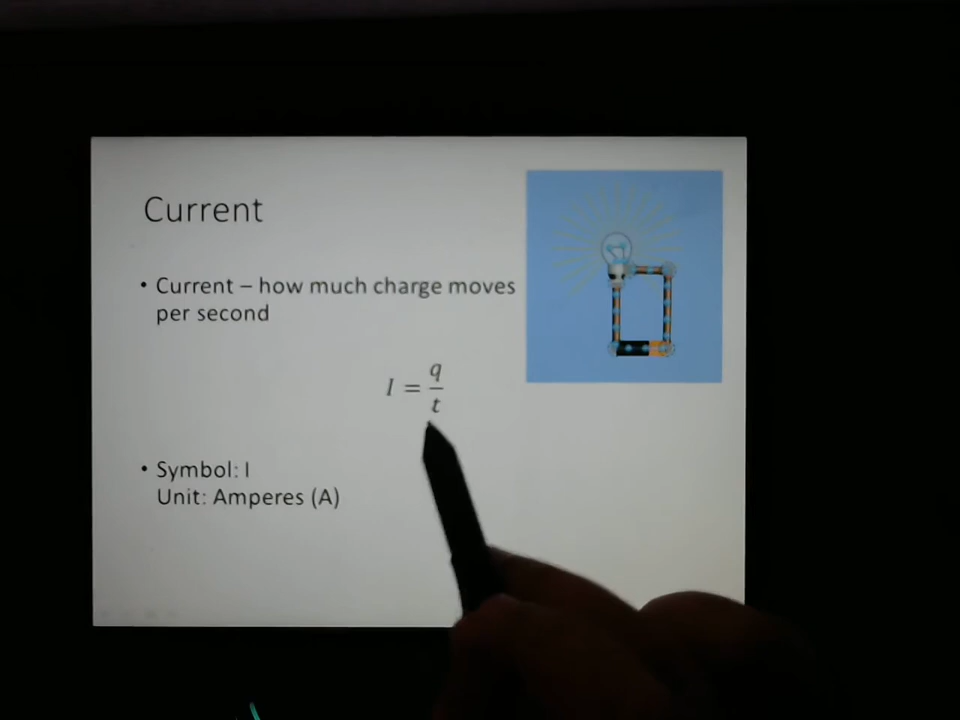 Current
• Current – how much charge moves
per second
I = q/t
• Symbol: I
Unit: Amperes (A)